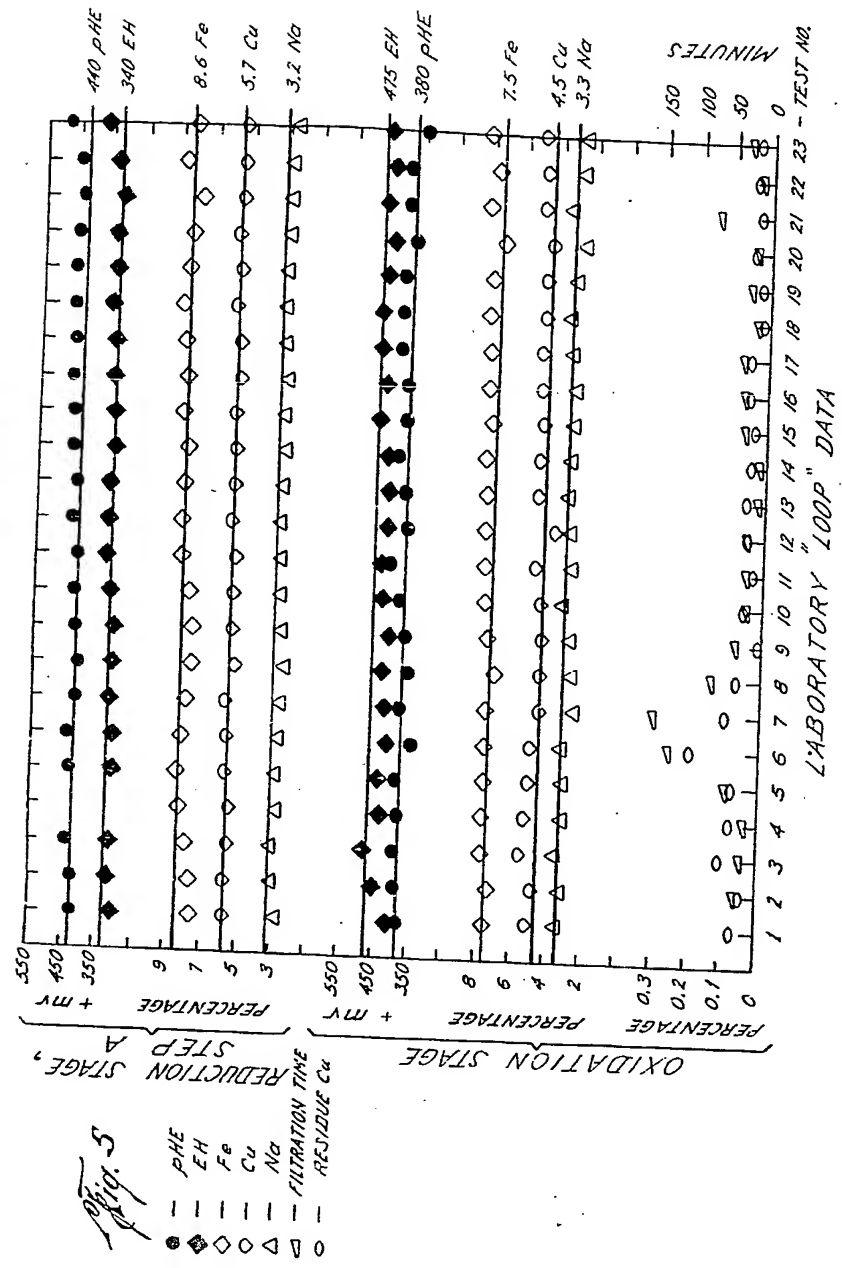 Fig. 5
● — pHE
◆ — EH
◇ — Fe
○ — Cu
△ — Na
▽ — FILTRATION TIME
○ — RESIDUE Cu
REDUCTION STAGE,
STEP A
+ mv
550
450
350
PERCENTAGE
9
7
5
3
440 pHE
340 EH
8.6 Fe
5.7 Cu
3.2 Na
OXIDATION STAGE
+ mv
550
450
350
PERCENTAGE
8
6
4
2
475 EH
380 pHE
7.5 Fe
4.5 Cu
3.3 Na
PERCENTAGE
0.3
0.2
0.1
0
MINUTES
150
100
50
0
1 2 3 4 5 6 7 8 9 10 11 12 13 14 15 16 17 18 19 20 21 22 23 - TEST NO.
LABORATORY "LOOP" DATA